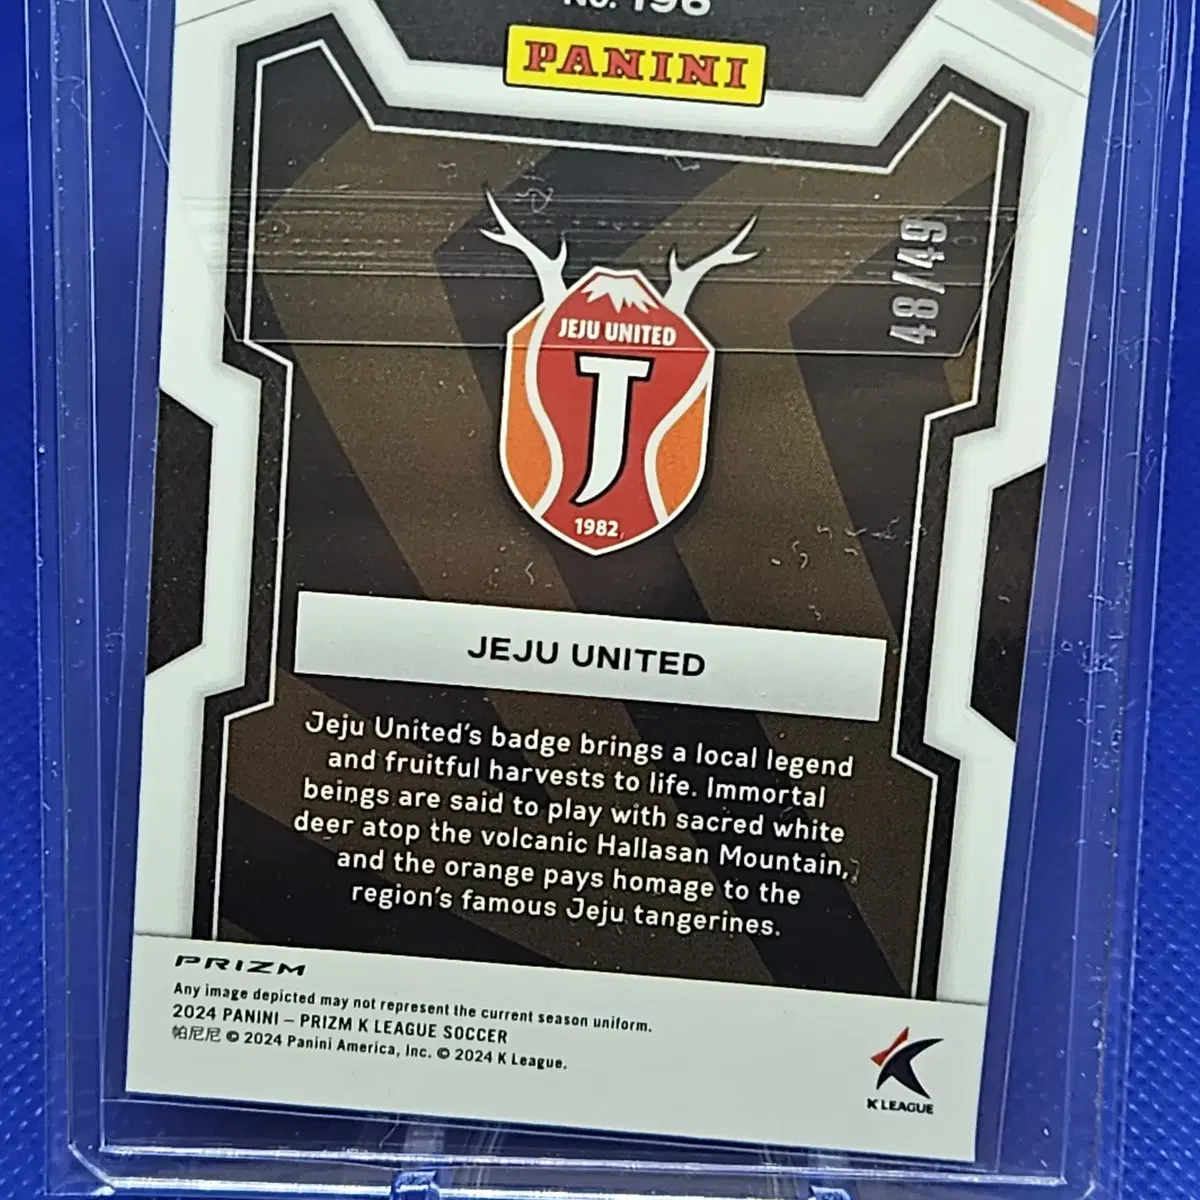 No. 196
PANINI
48/49
JEJU UNITED
J
1982
JEJU UNITED
Jeju United's badge brings a local legend
and fruitful harvests to life. Immortal
beings are said to play with sacred white
deer atop the volcanic Hallasan Mountain,
and the orange pays homage to the
region's famous Jeju tangerines.
PRIZM
Any image depicted may not represent the current season uniform.
2024 PANINI – PRIZM K LEAGUE SOCCER
帕尼尼 © 2024 Panini America, Inc. © 2024 K League.
K LEAGUE